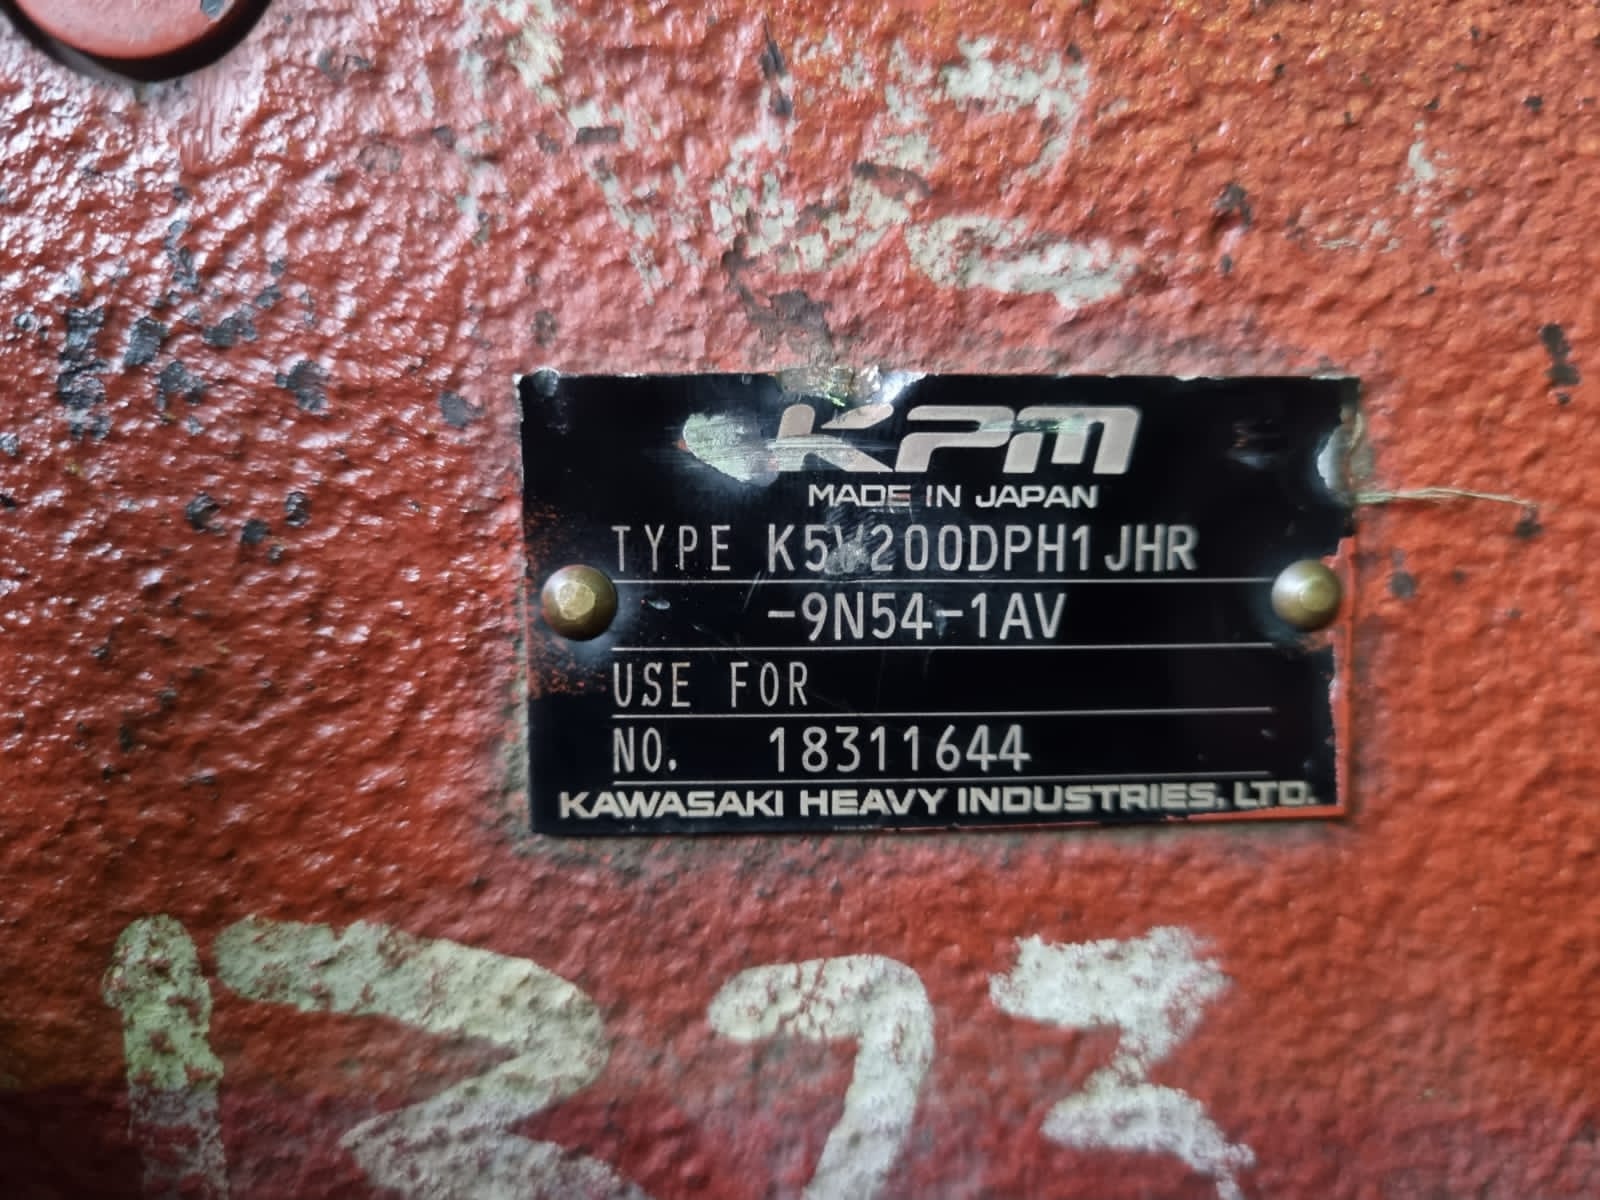 KPM
MADE IN JAPAN
TYPE K5V200DPH1JHR
-9N54-1AV
USE FOR
NO. 18311644
KAWASAKI HEAVY INDUSTRIES, LTD.